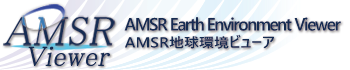 AMSR
Viewer
AMSR Earth Environment Viewer
AMSR地球環境ビューア